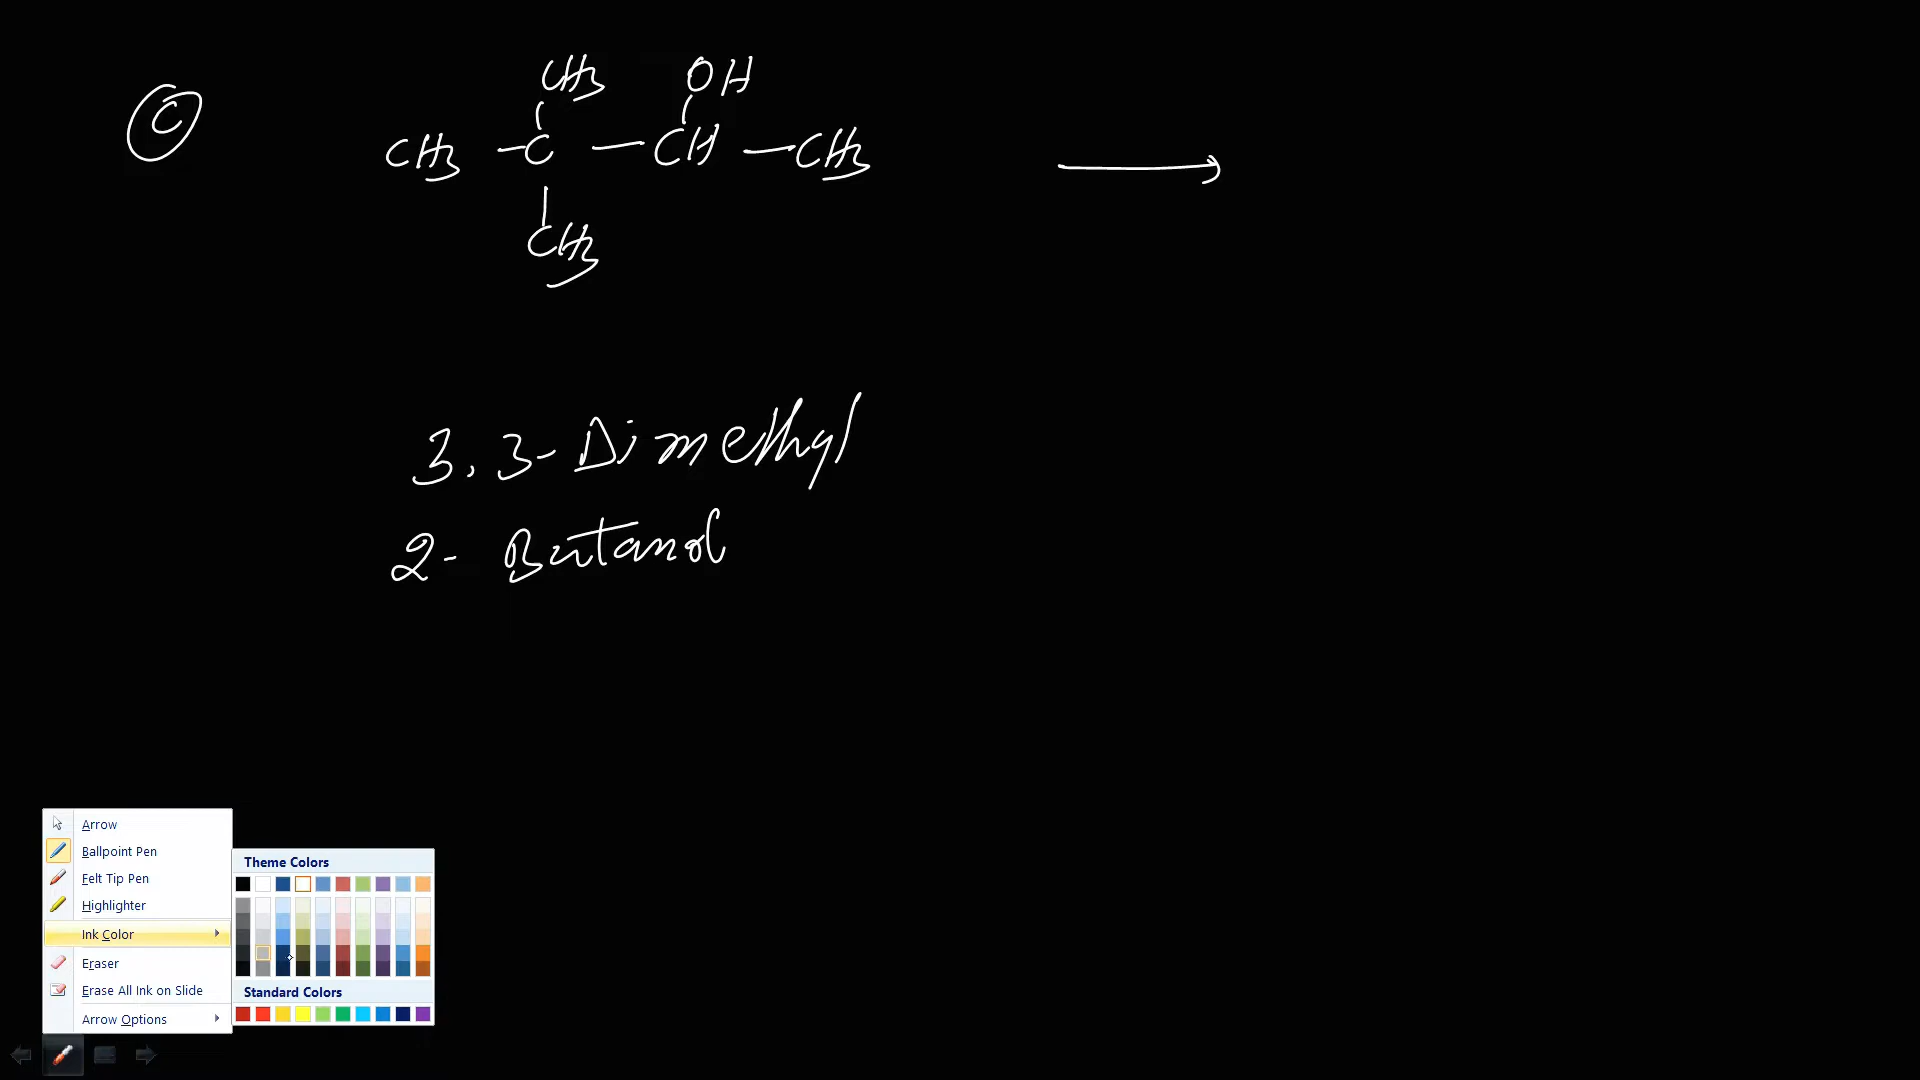 C
CH3 OH
CH3 - C - CH - CH3
CH3
3,3-Dimethyl
2- Butanol
Arrow
Ballpoint Pen
Felt Tip Pen
Highlighter
Ink Color
Eraser
Erase All Ink on Slide
Arrow Options
Theme Colors
Standard Colors